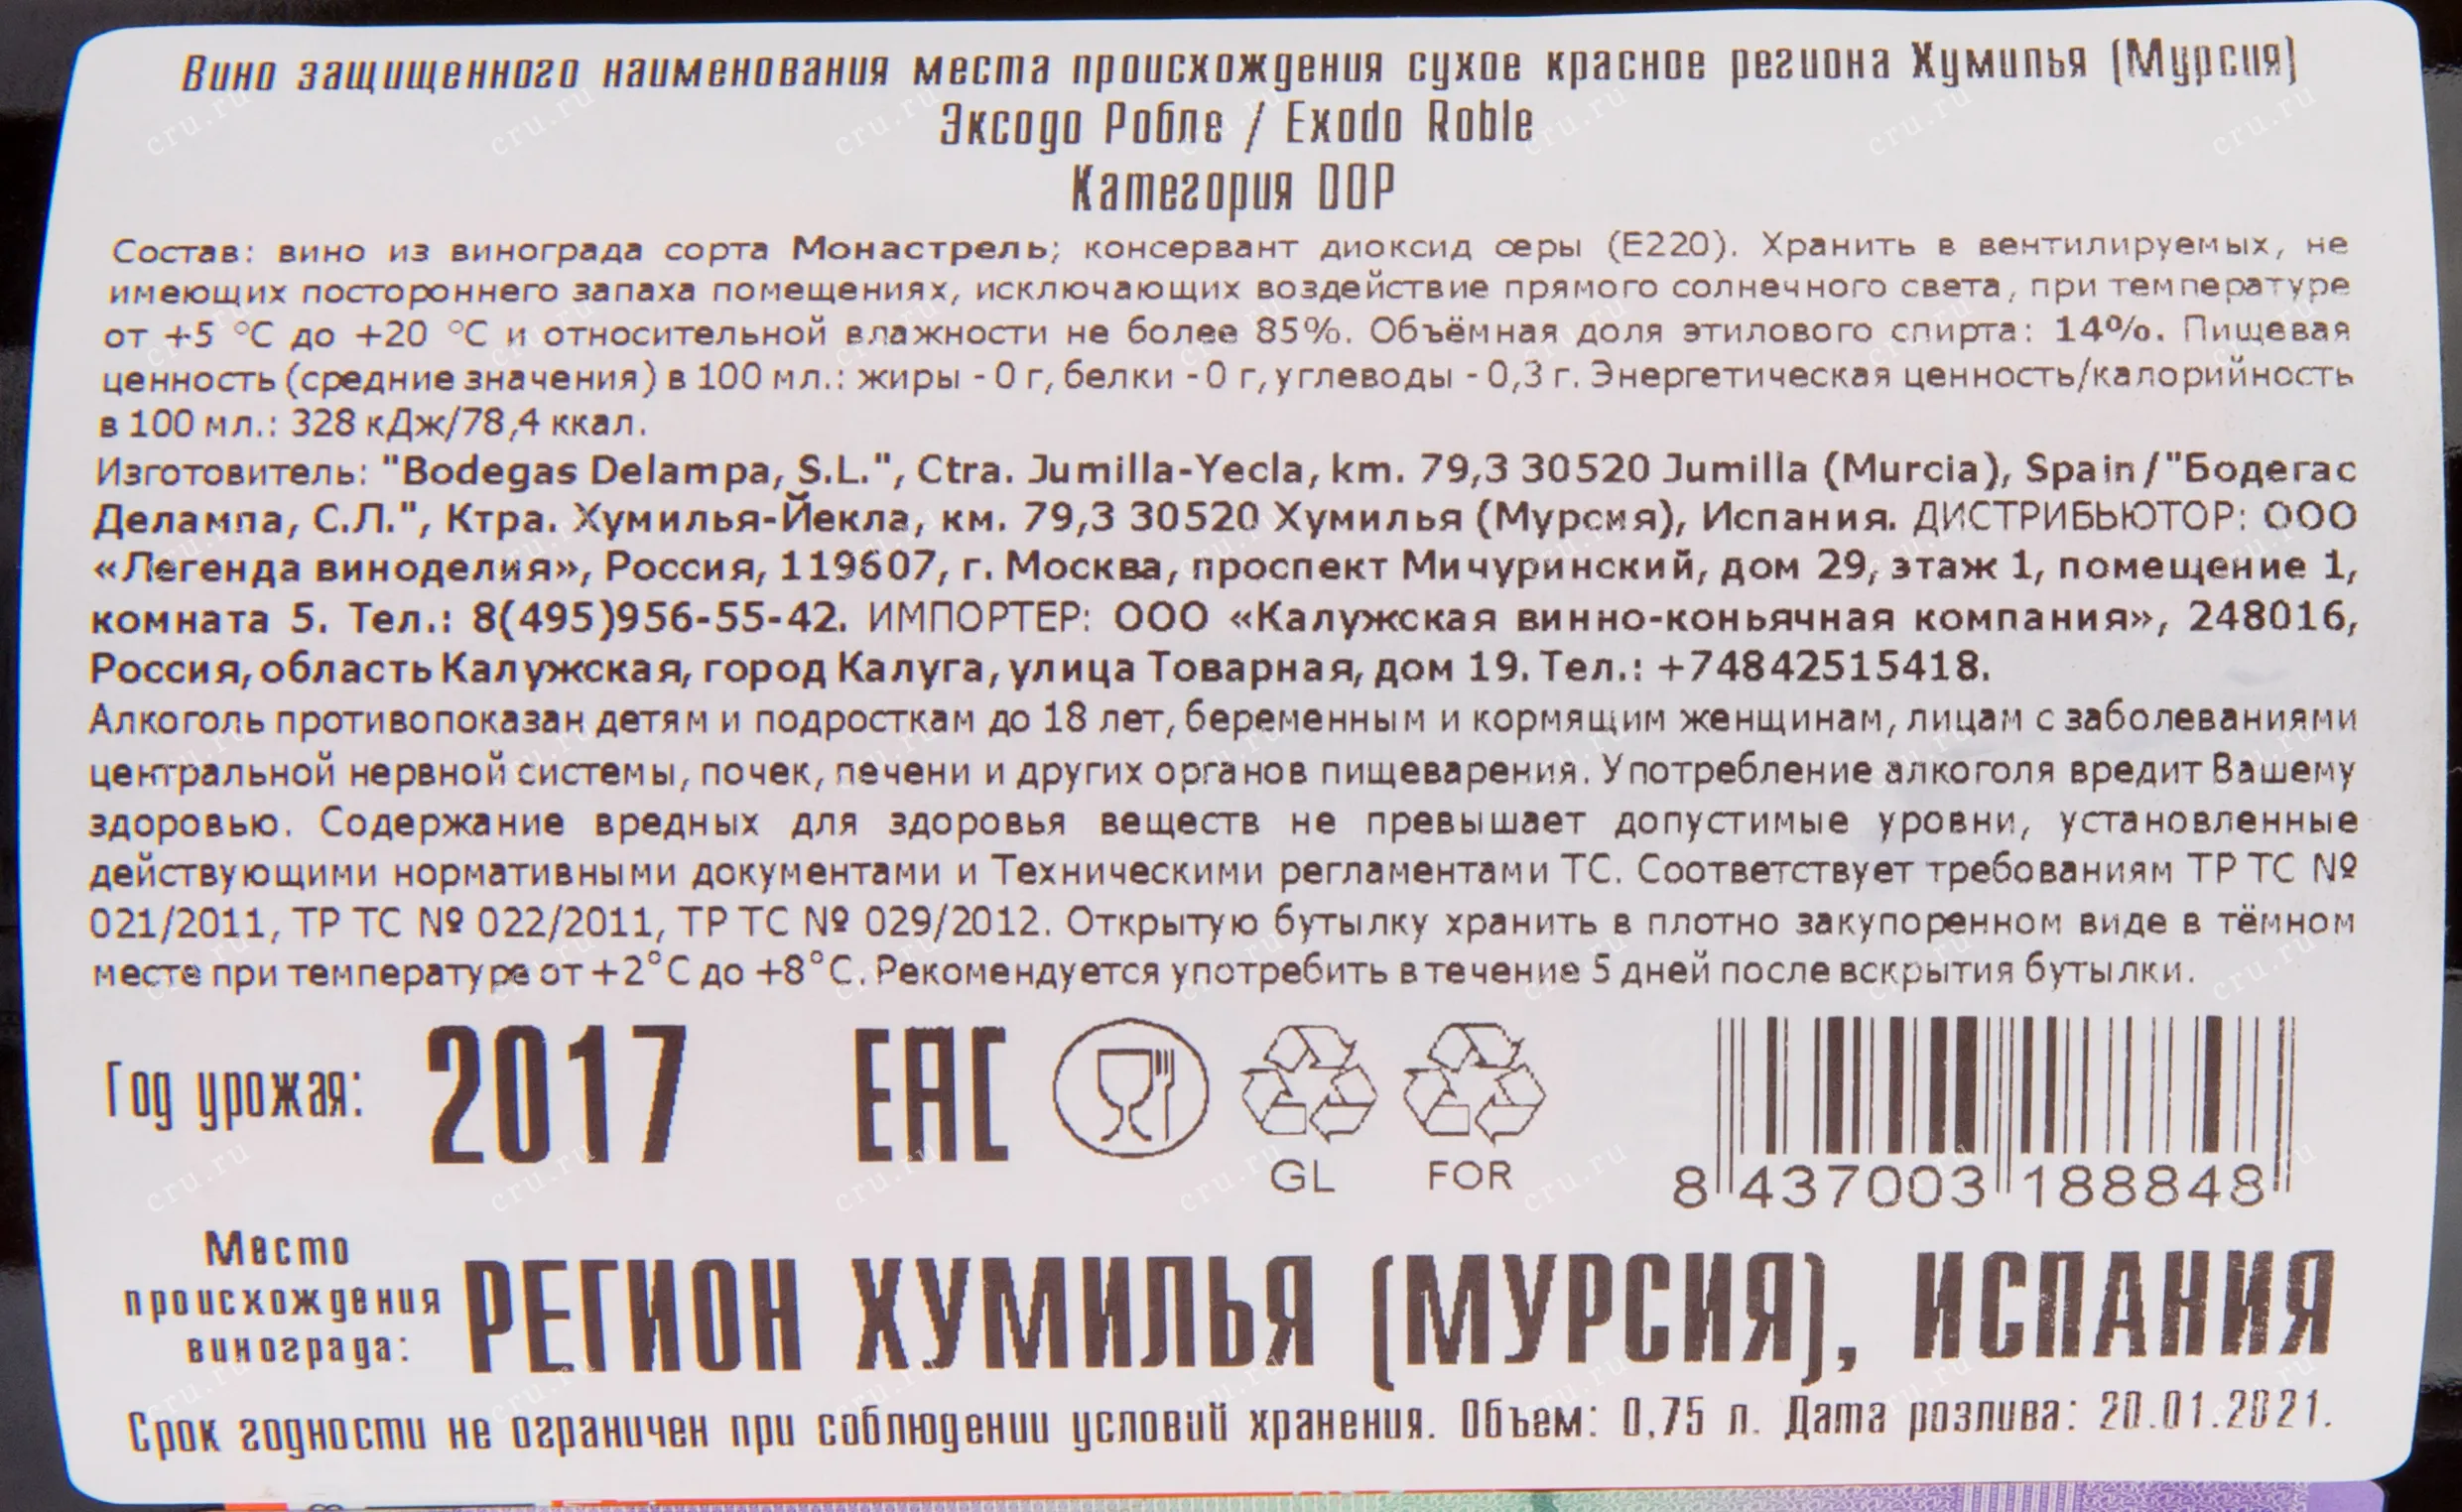 Вино защищенного наименования места происхождения сухое красное региона Хумилья (Мурсия)
Эксодо Робле / Exodo Roble
Категория DOP
Состав: вино из винограда сорта Монастрель; консервант диоксид серы (Е220). Хранить в вентилируемых, не
имеющих постороннего запаха помещениях, исключающих воздействие прямого солнечного света, при температуре
от +5 °С до +20 °С и относительной влажности не более 85%. Объёмная доля этилового спирта: 14%. Пищевая
ценность (средние значения) в 100 мл.: жиры - 0 г, белки - 0 г, углеводы - 0,3 г. Энергетическая ценность/калорийность
в 100 мл.: 328 кДж/78,4 ккал.
Изготовитель: "Bodegas Delampa, S.L.", Ctra. Jumilla-Yecla, km. 79,3 30520 Jumilla (Murcia), Spain/"Бодегас
Делампа, С.Л.", Ктра. Хумилья-Йекла, км. 79,3 30520 Хумилья (Мурсия), Испания. ДИСТРИБЬЮТОР: ООО
«Легенда виноделия», Россия, 119607, г. Москва, проспект Мичуринский, дом 29, этаж 1, помещение 1,
комната 5. Тел.: 8(495)956-55-42. ИМПОРТЕР: ООО «Калужская винно-коньячная компания», 248016,
Россия, область Калужская, город Калуга, улица Товарная, дом 19. Тел.: +74842515418.
Алкоголь противопоказан детям и подросткам до 18 лет, беременным и кормящим женщинам, лицам с заболеваниями
центральной нервной системы, почек, печени и других органов пищеварения. Употребление алкоголя вредит Вашему
здоровью. Содержание вредных для здоровья веществ не превышает допустимые уровни, установленные
действующими нормативными документами и Техническими регламентами ТС. Соответствует требованиям ТР ТС №
021/2011, ТР ТС № 022/2011, ТР ТС № 029/2012. Открытую бутылку хранить в плотно закупоренном виде в тёмном
месте при температуре от +2°С до +8°С. Рекомендуется употребить в течение 5 дней после вскрытия бутылки.
Год урожая: 2017 EAC
GL FOR
8 437003 188848
Место
происхождения
винограда:
РЕГИОН ХУМИЛЬЯ (МУРСИЯ), ИСПАНИЯ
Срок годности не ограничен при соблюдении условий хранения. Объем: 0,75 л. Дата розлива: 20.01.2021.
cru.ru